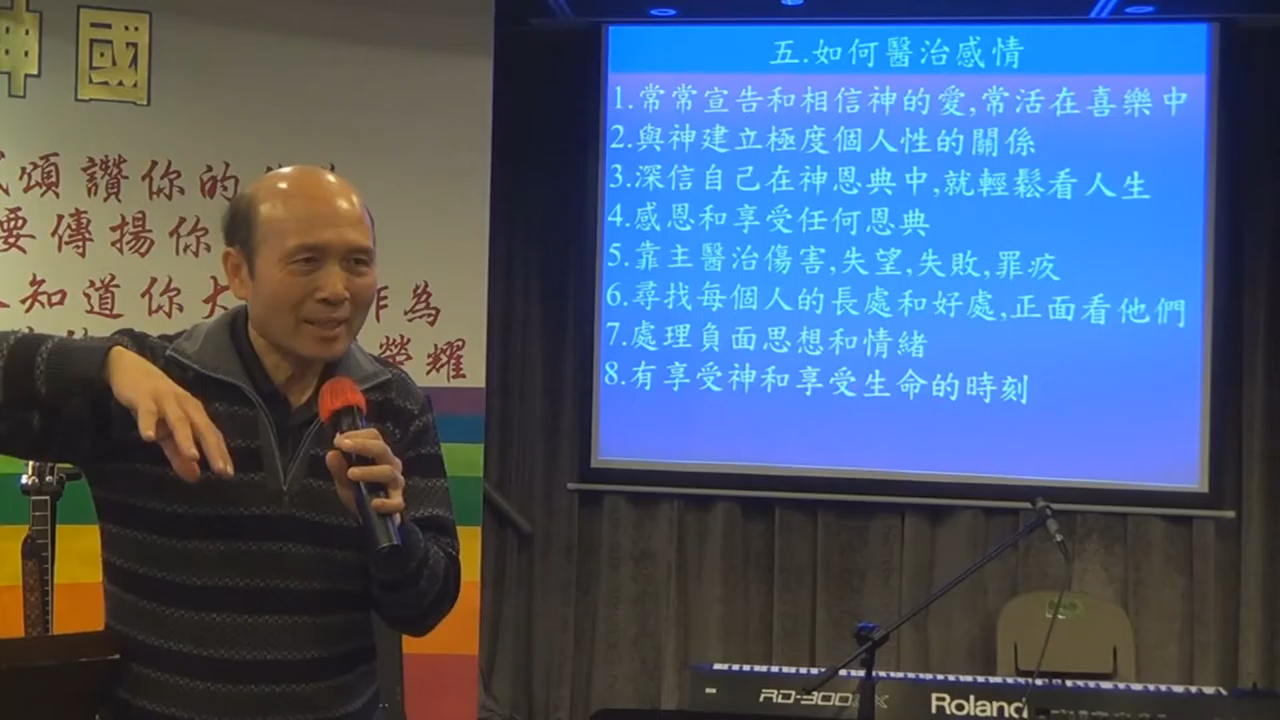 神國
頌讚你的
要傳揚你
知道你大 作為
榮耀
五.如何醫治感情
1.常常宣告和相信神的愛,常活在喜樂中
2.與神建立極度個人性的關係
3.深信自己在神恩典中,就輕鬆看人生
4.感恩和享受任何恩典
5.靠主醫治傷害,失望,失敗,罪疚
6.尋找每個人的長處和好處,正面看他們
7.處理負面思想和情緒
8.有享受神和享受生命的時刻
RD-300
Roland